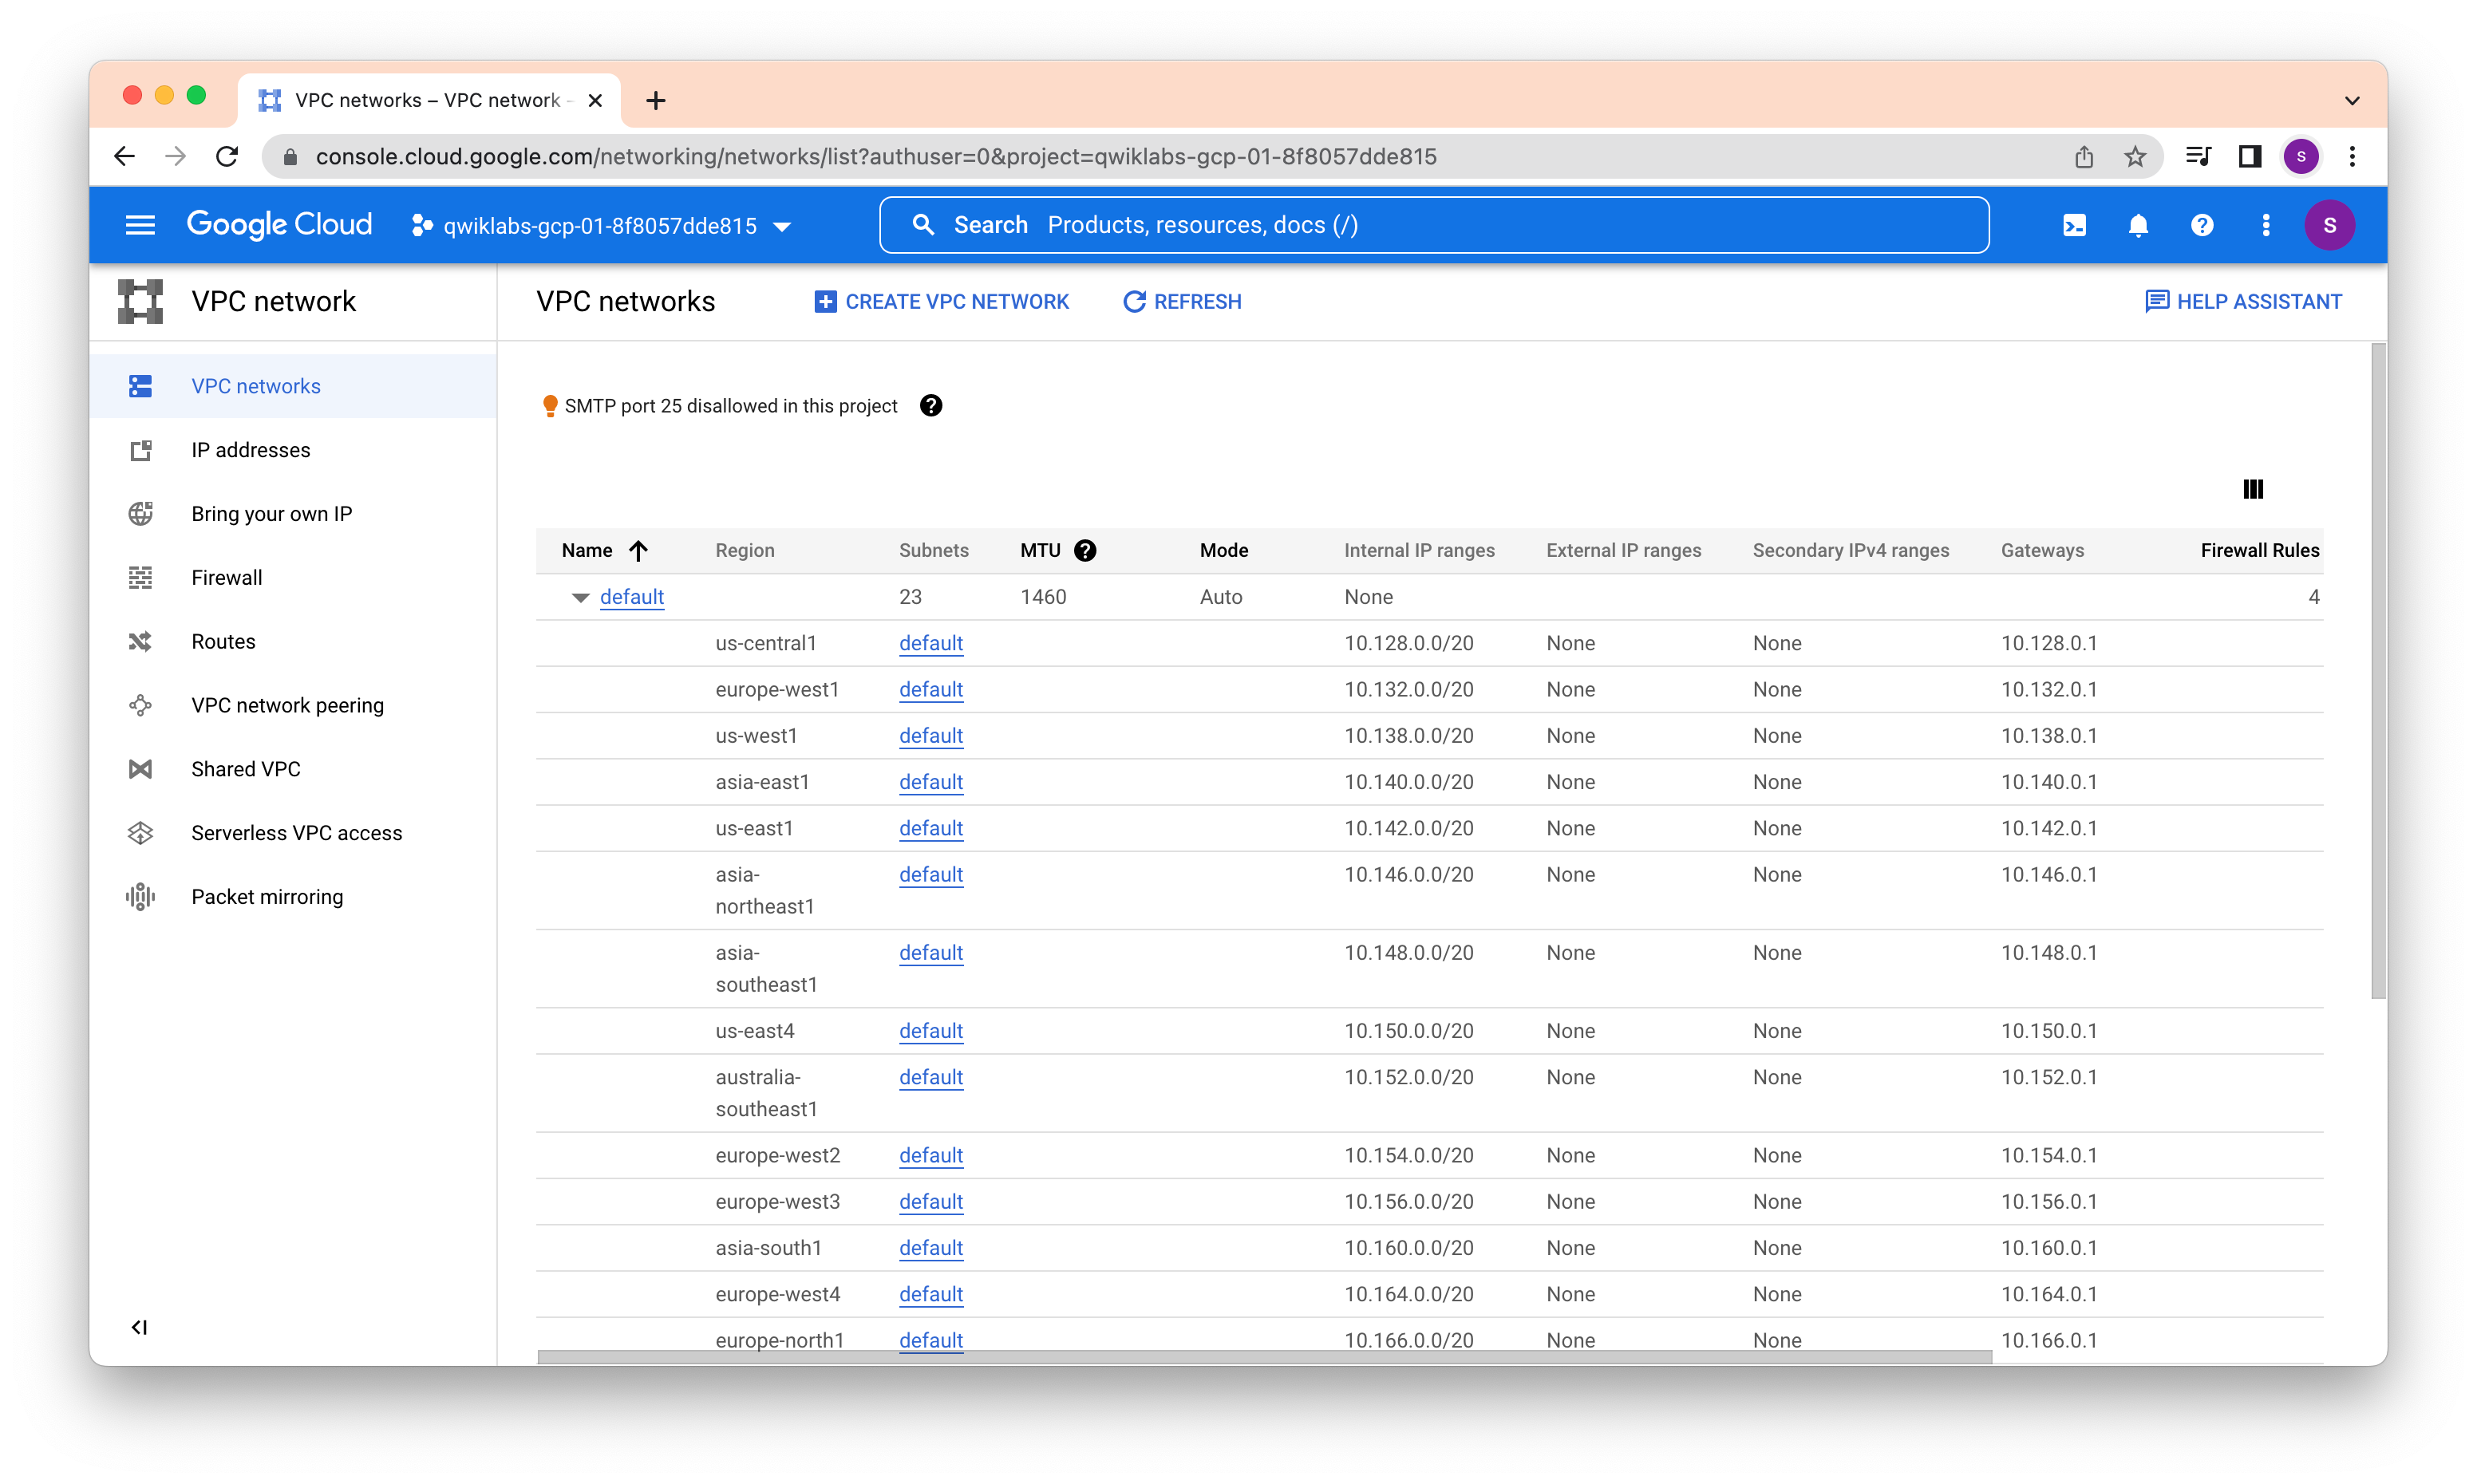 VPC networks – VPC network -
console.cloud.google.com/networking/networks/list?authuser=0&project=qwiklabs-gcp-01-8f8057dde815
S
Google Cloud
qwiklabs-gcp-01-8f8057dde815
Search Products, resources, docs (/)
S
VPC network
VPC networks
CREATE VPC NETWORK
REFRESH
HELP ASSISTANT
VPC networks
IP addresses
Bring your own IP
Firewall
Routes
VPC network peering
Shared VPC
Serverless VPC access
Packet mirroring
SMTP port 25 disallowed in this project
Name Region Subnets MTU Mode Internal IP ranges External IP ranges Secondary IPv4 ranges Gateways Firewall Rules
default 23 1460 Auto None 4
us-central1 default 10.128.0.0/20 None None 10.128.0.1
europe-west1 default 10.132.0.0/20 None None 10.132.0.1
us-west1 default 10.138.0.0/20 None None 10.138.0.1
asia-east1 default 10.140.0.0/20 None None 10.140.0.1
us-east1 default 10.142.0.0/20 None None 10.142.0.1
asia- default 10.146.0.0/20 None None 10.146.0.1
northeast1
asia- default 10.148.0.0/20 None None 10.148.0.1
southeast1
us-east4 default 10.150.0.0/20 None None 10.150.0.1
australia- default 10.152.0.0/20 None None 10.152.0.1
southeast1
europe-west2 default 10.154.0.0/20 None None 10.154.0.1
europe-west3 default 10.156.0.0/20 None None 10.156.0.1
asia-south1 default 10.160.0.0/20 None None 10.160.0.1
europe-west4 default 10.164.0.0/20 None None 10.164.0.1
europe-north1 default 10.166.0.0/20 None None 10.166.0.1